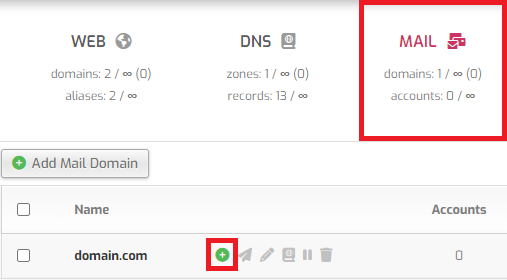 WEB DNS MAIL
domains: 2 / ∞ (0) zones: 1 / ∞ (0) domains: 1 / ∞ (0)
aliases: 2 / ∞ records: 13 / ∞ accounts: 0 / ∞
Add Mail Domain
Name Accounts
domain.com 0